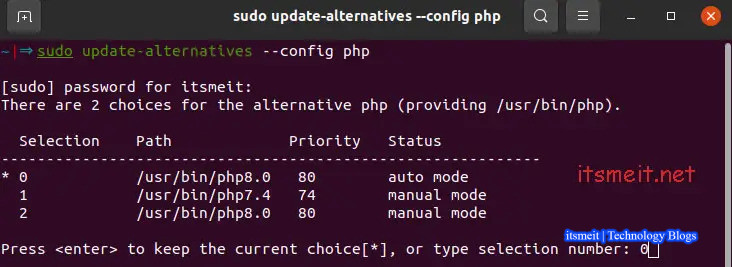 sudo update-alternatives --config php
~|⇒sudo update-alternatives --config php
[sudo] password for itsmeit:
There are 2 choices for the alternative php (providing /usr/bin/php).
Selection Path Priority Status
------------------------------------------------------------
* 0 /usr/bin/php8.0 80 auto mode
1 /usr/bin/php7.4 74 manual mode
2 /usr/bin/php8.0 80 manual mode
itsmeit.net
Press <enter> to keep the current choice[*], or type selection number: 0
itsmeit | Technology Blogs